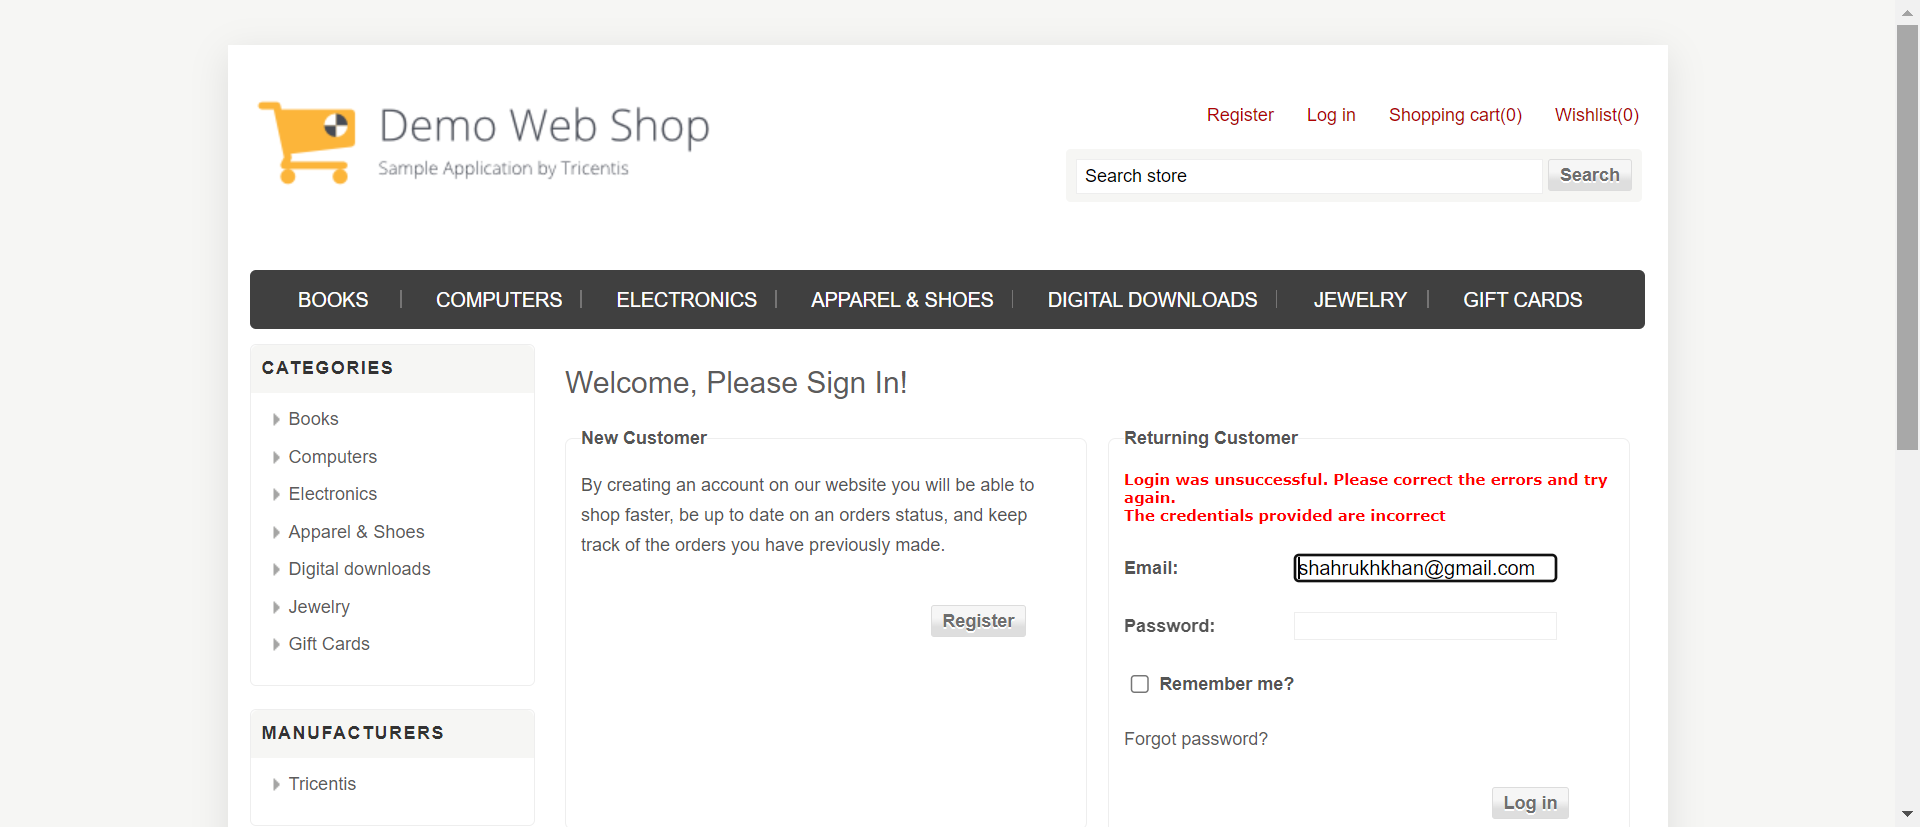 Demo Web Shop
Sample Application by Tricentis
Register Log in Shopping cart(0) Wishlist(0)
Search store Search
BOOKS COMPUTERS ELECTRONICS APPAREL & SHOES DIGITAL DOWNLOADS JEWELRY GIFT CARDS
CATEGORIES
Books
Computers
Electronics
Apparel & Shoes
Digital downloads
Jewelry
Gift Cards
MANUFACTURERS
Tricentis
Welcome, Please Sign In!
New Customer
By creating an account on our website you will be able to
shop faster, be up to date on an orders status, and keep
track of the orders you have previously made.
Register
Returning Customer
Login was unsuccessful. Please correct the errors and try
again.
The credentials provided are incorrect
Email: shahrukhkhan@gmail.com
Password:
Remember me?
Forgot password?
Log in